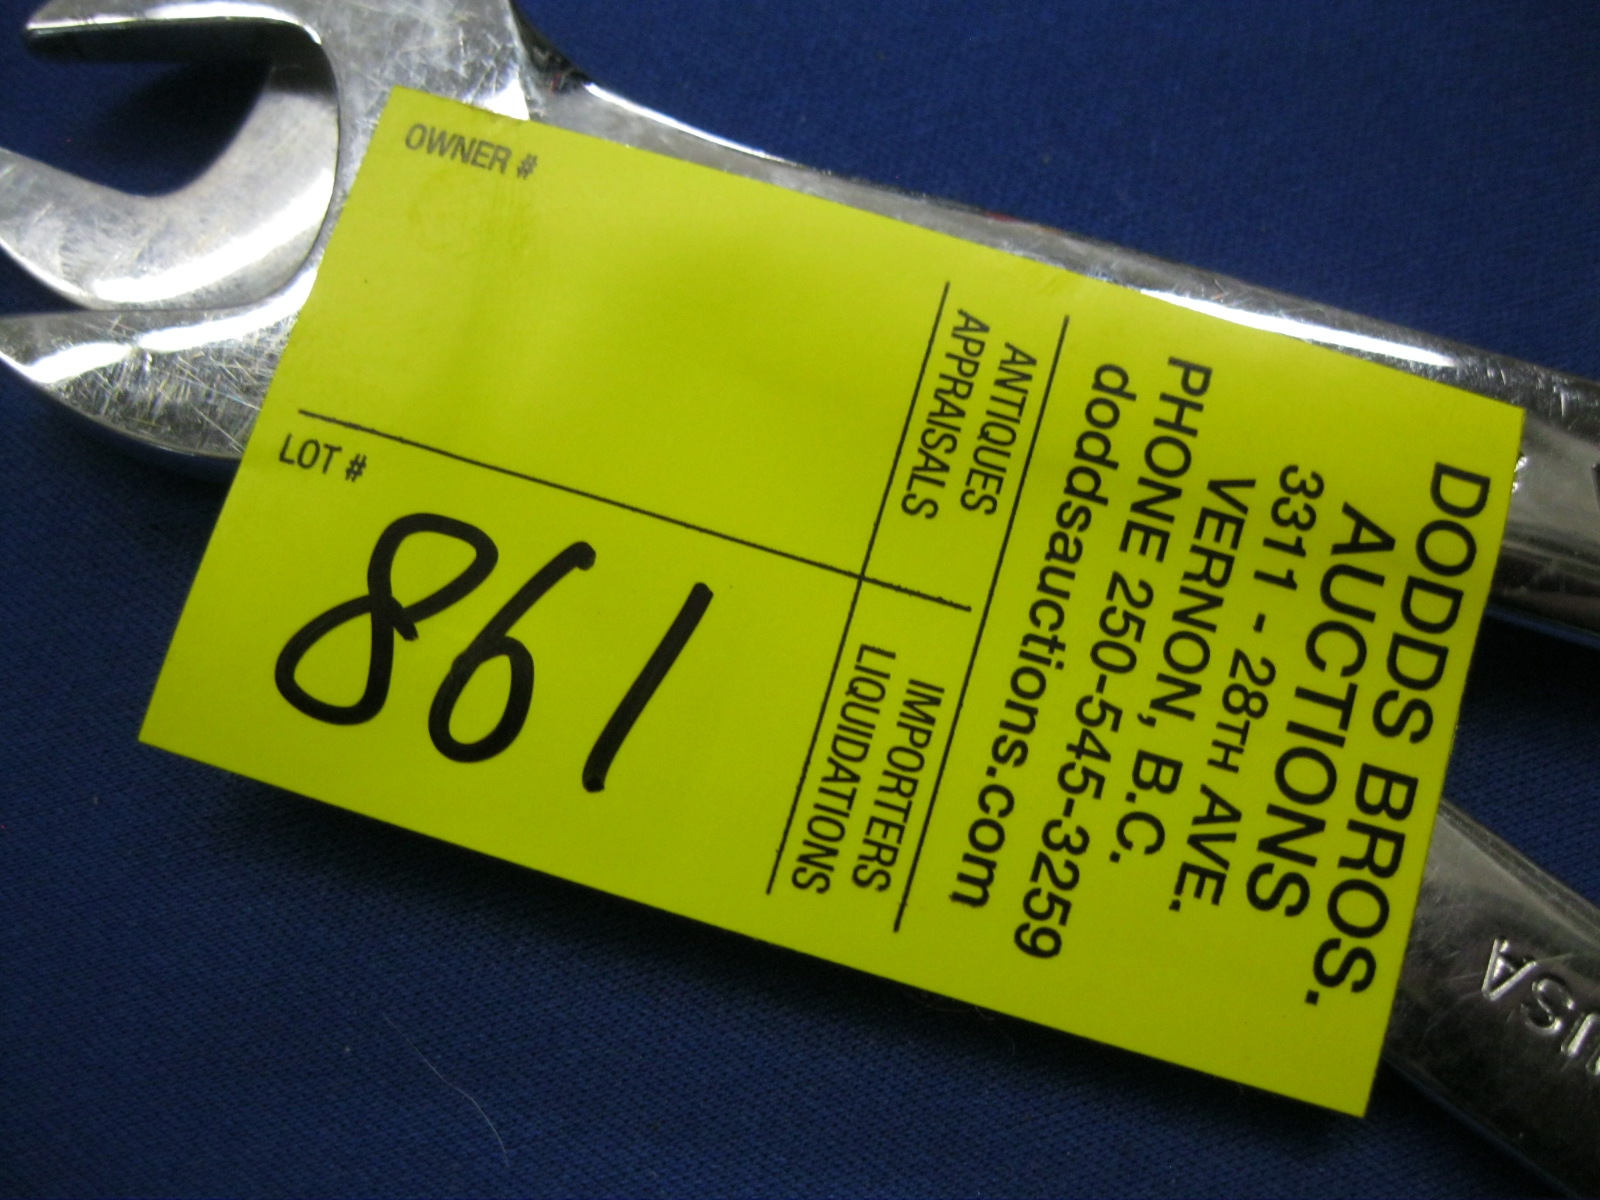 DODDS BROS.
AUCTIONS
3311 - 28TH AVE.
VERNON, B.C.
PHONE 250-545-3259
doddsauctions.com
ANTIQUES
APPRAISALS
IMPORTERS
LIQUIDATIONS
OWNER #
LOT #
861
USA